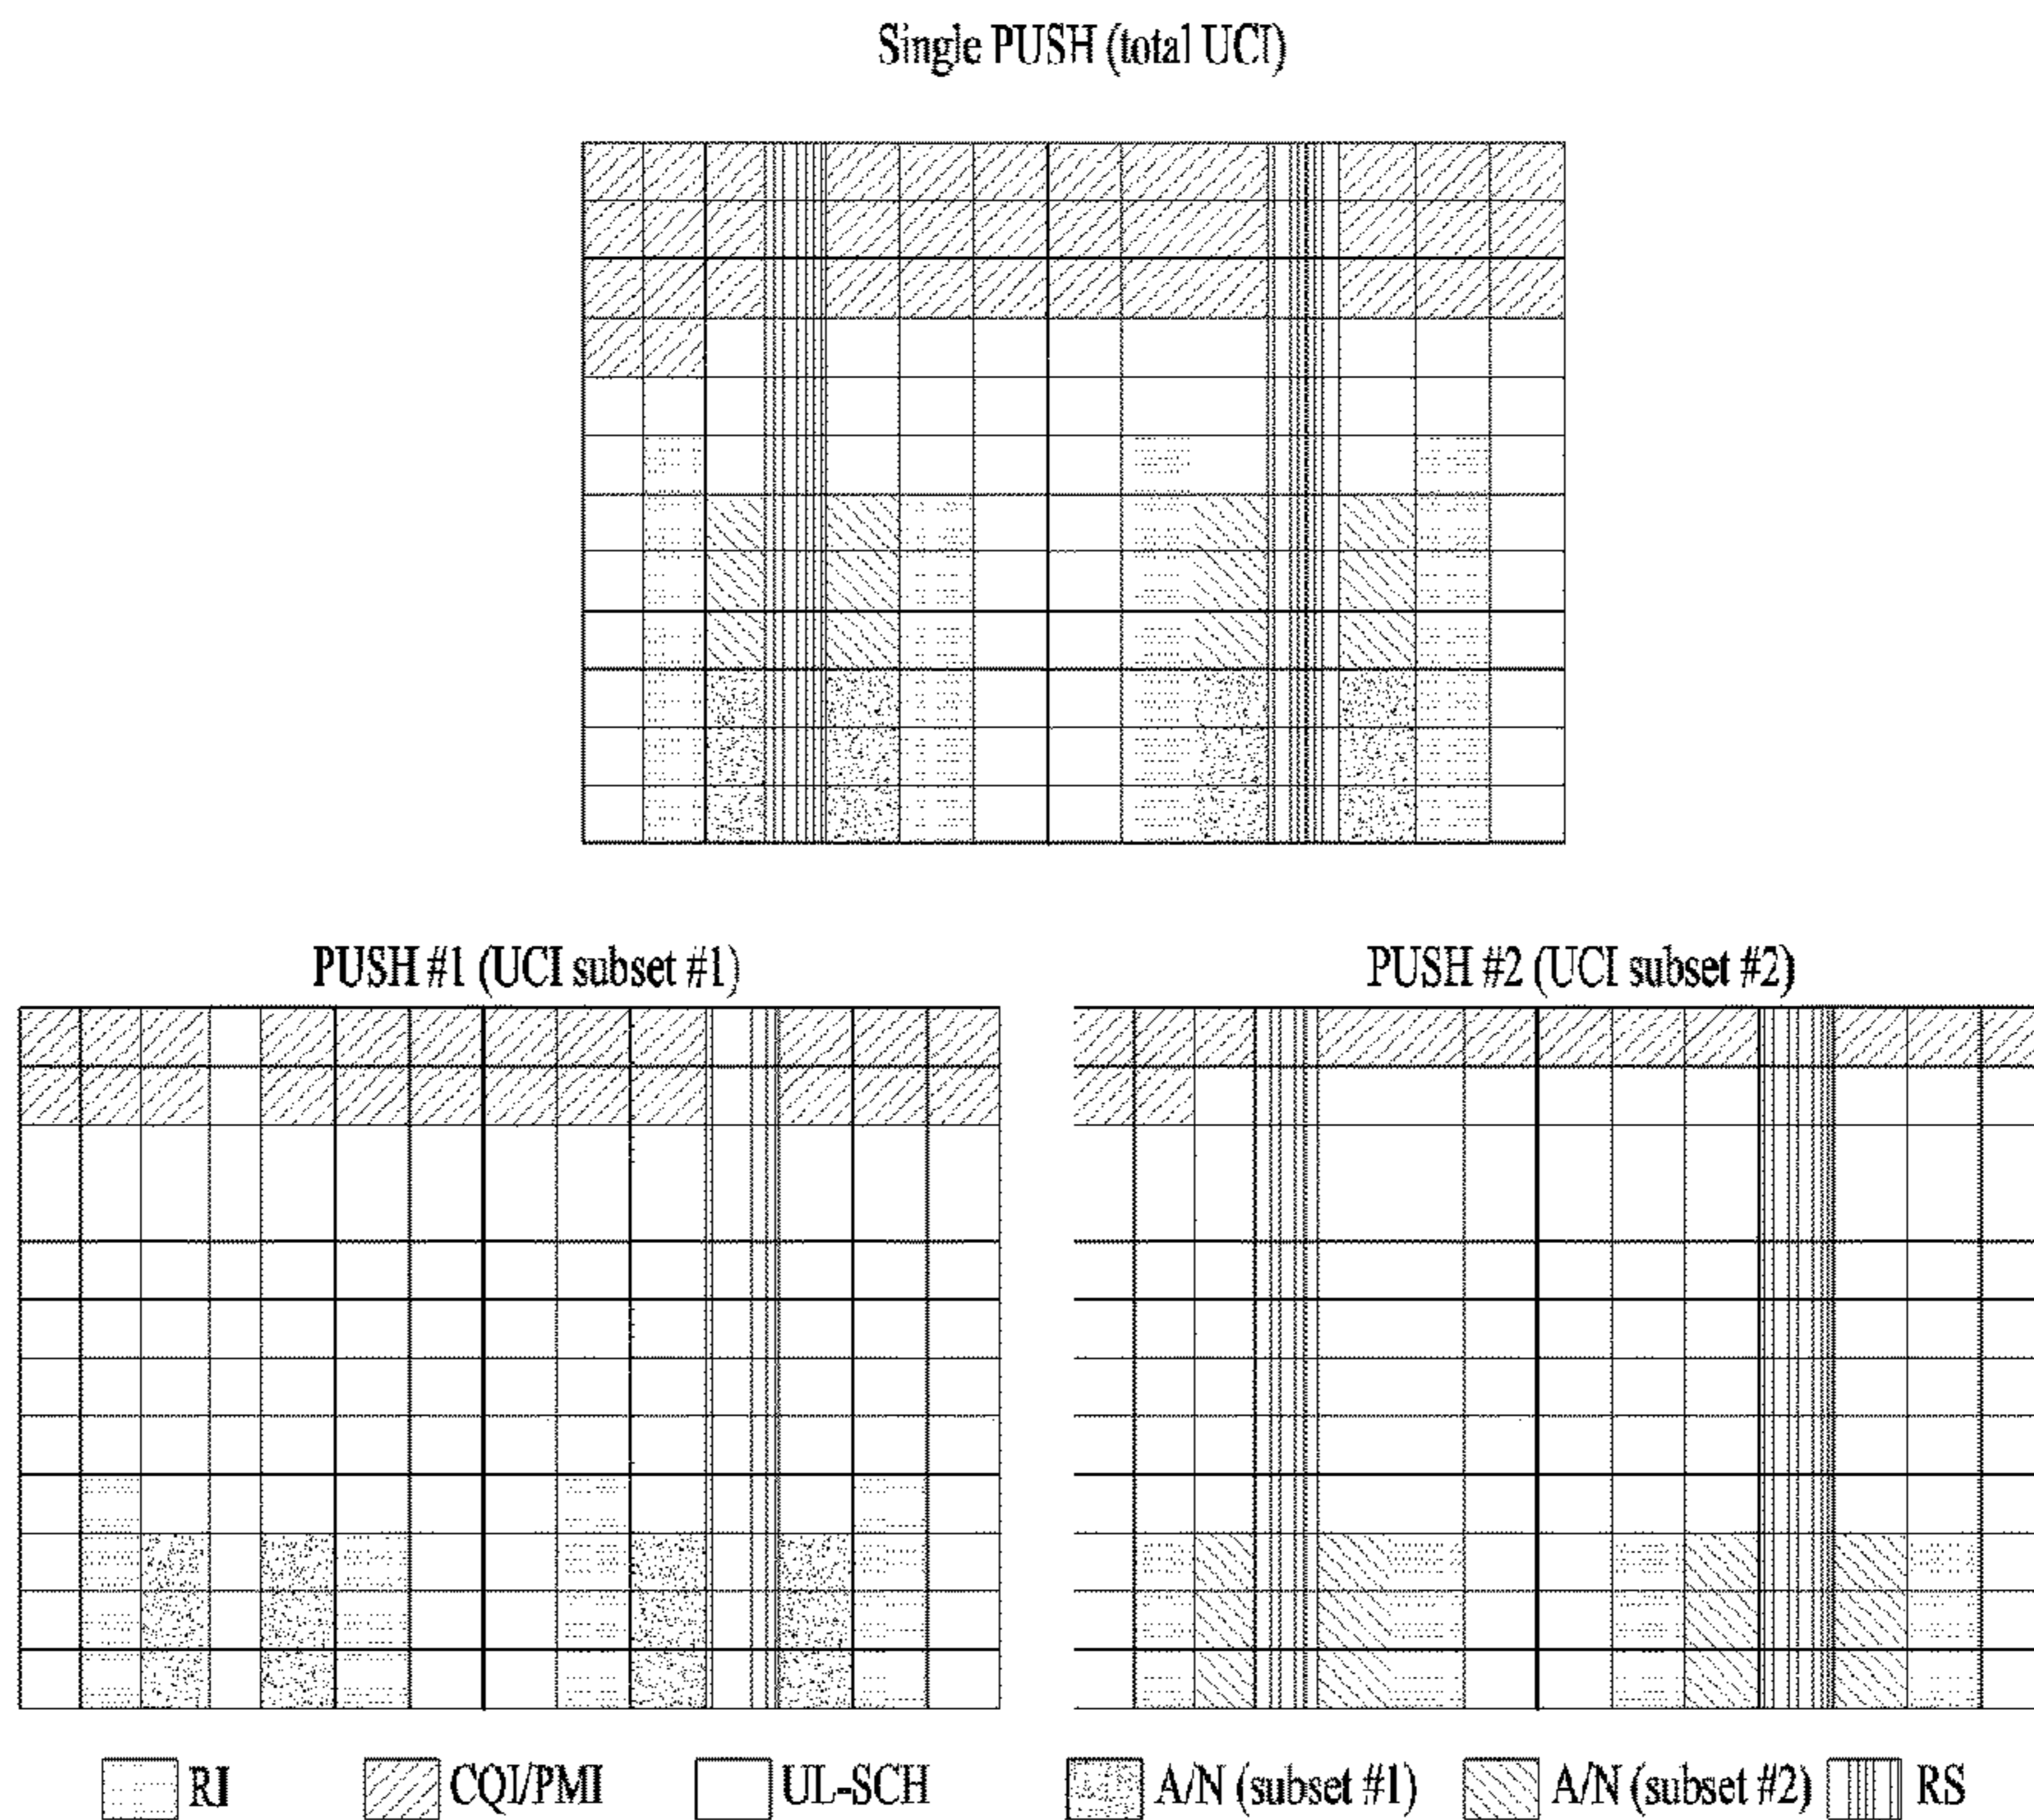 Single PUSH (total UCI)
PUSH #1 (UCI subset #1)
PUSH #2 (UCI subset #2)
RI
CQI/PMI
UL-SCH
A/N (subset #1)
A/N (subset #2)
RS